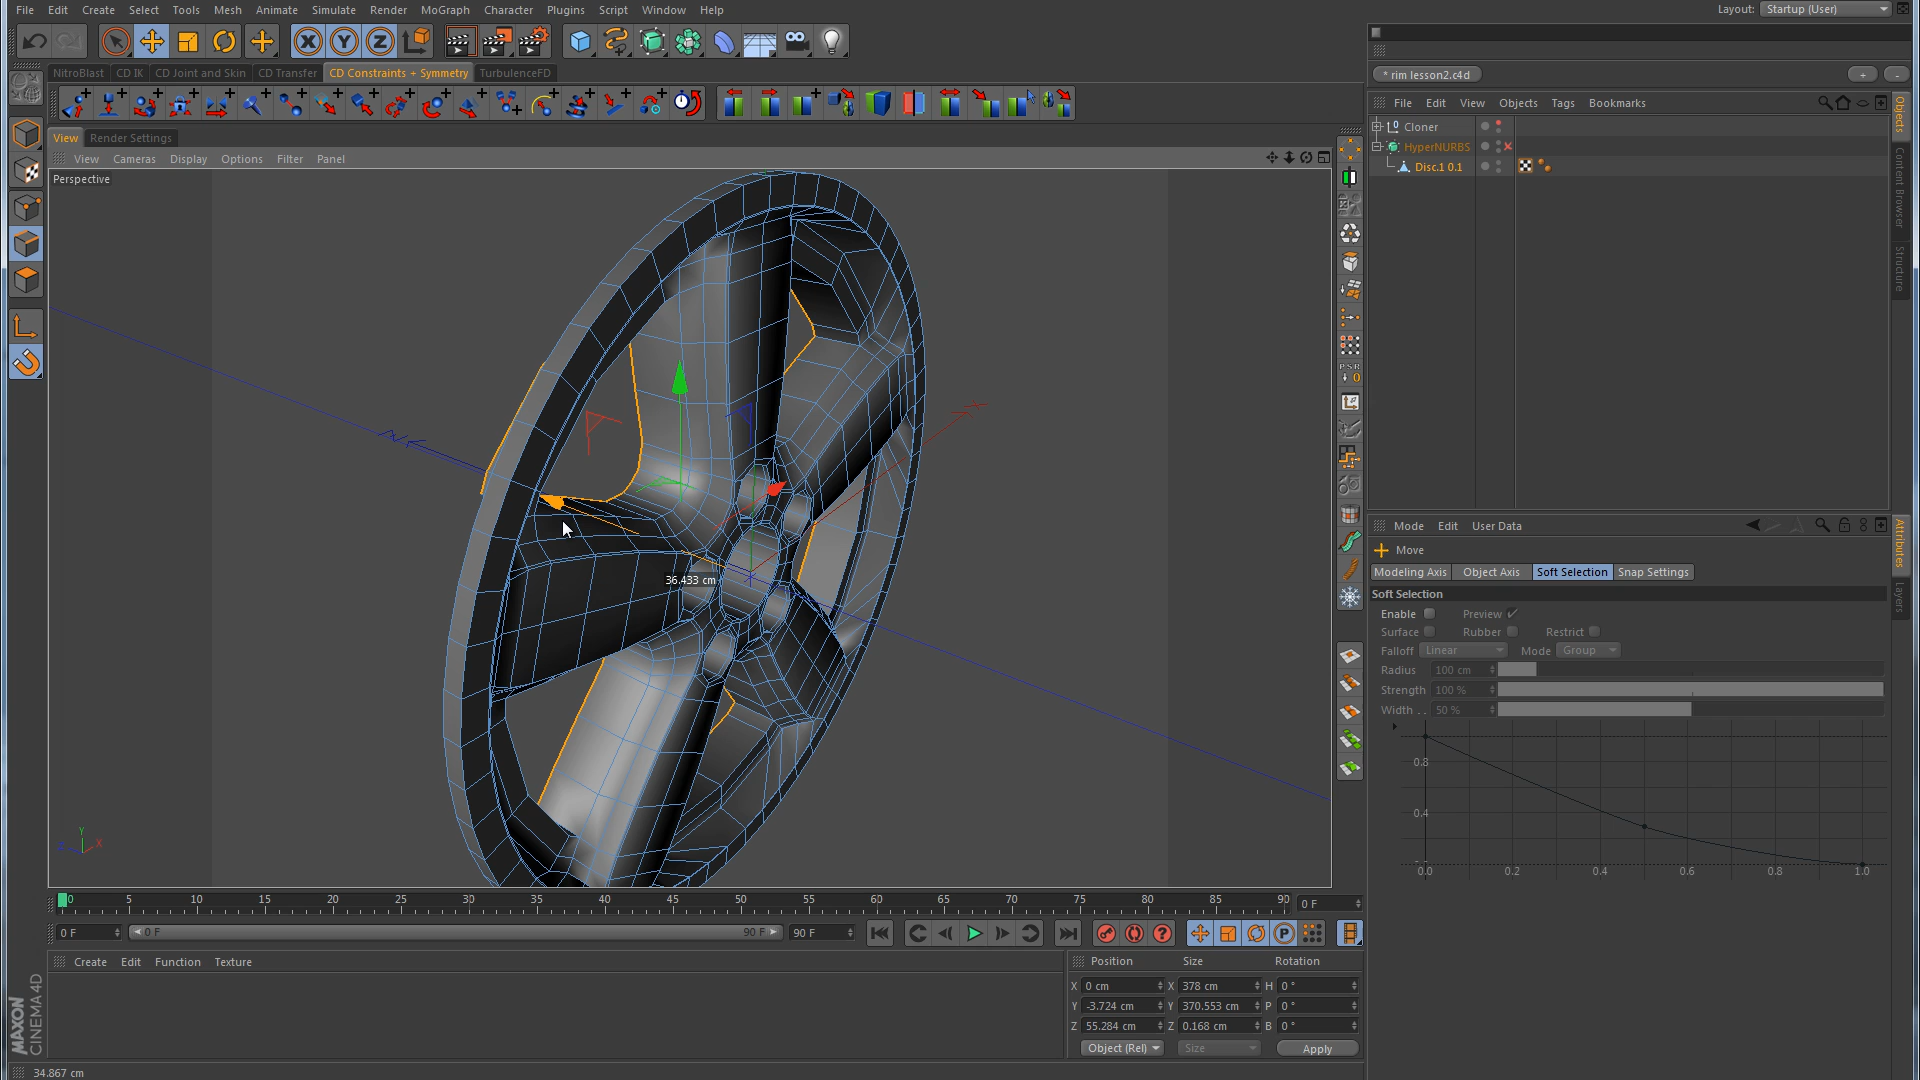 File Edit Create Select Tools Mesh Animate Simulate Render MoGraph Character Plugins Script Window Help
Layout: Startup (User)
NitroBlast CD IK CD Joint and Skin CD Transfer CD Constraints + Symmetry TurbulenceFD
* rim lesson2.c4d
+ -
File Edit View Objects Tags Bookmarks
Cloner
HyperNURBS
Disc.1 0.1
Objects
Content Browser
Structure
View Render Settings
View Cameras Display Options Filter Panel
Perspective
36.433 cm
Y
X
PSR
0
Mode Edit User Data
Move
Modeling Axis Object Axis Soft Selection Snap Settings
Soft Selection
Enable Preview
Surface Rubber Restrict
Falloff Linear Mode Group
Radius 100 cm
Strength 100 %
Width . . 50 %
0.8
0.4
0.0 0.2 0.4 0.6 0.8 1.0
Attributes
Layers
0 5 10 15 20 25 30 35 40 45 50 55 60 65 70 75 80 85 90 0 F
0 F 0 F 90 F 90 F
Create Edit Function Texture
Position Size Rotation
X 0 cm X 378 cm H 0 °
Y -3.724 cm Y 370.553 cm P 0 °
Z 55.284 cm Z 0.168 cm B 0 °
Object (Rel) Size Apply
MAXON
CINEMA 4D
34.867 cm